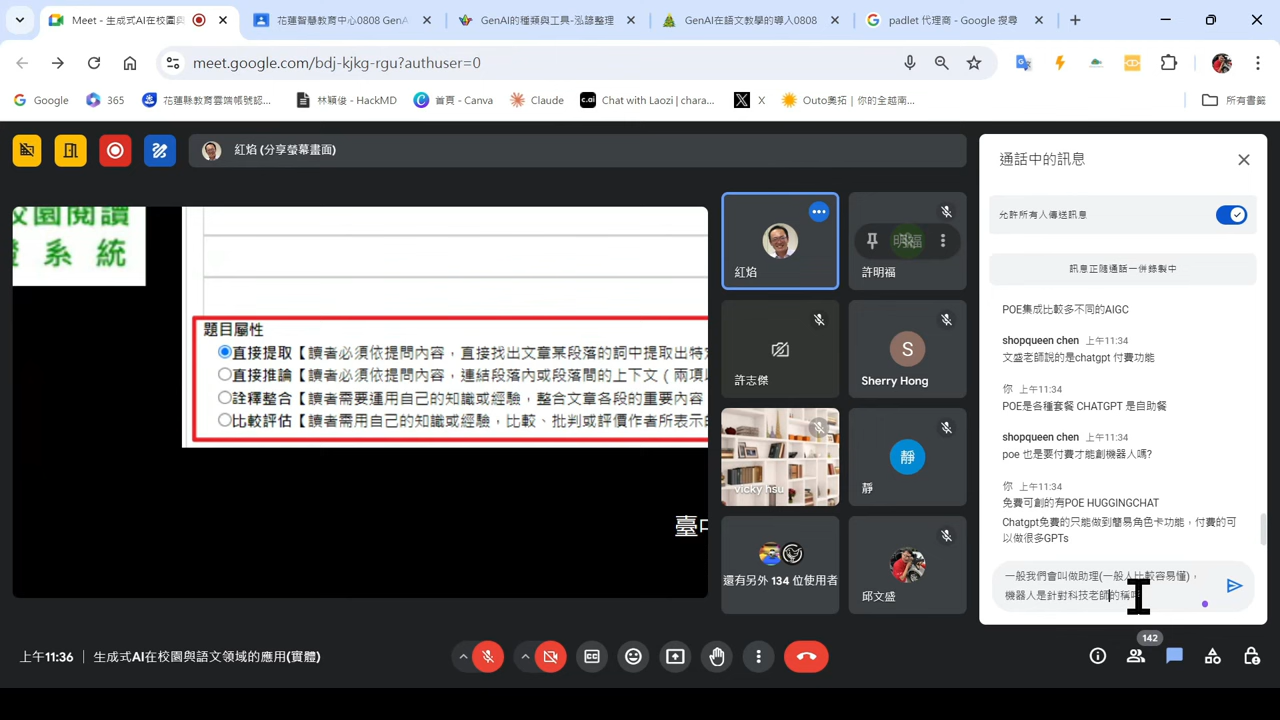 Meet - 生成式AI在校園與
花蓮智慧教育中心0808 GenA
GenAI的種類與工具-泓諺整理
GenAI在語文教學的導入0808
padlet 代理商 - Google 搜尋
meet.google.com/bdj-kjkg-rgu?authuser=0
Google
365
花蓮縣教育雲端帳號認...
林穎俊 - HackMD
首頁 - Canva
Claude
c.ai
Chat with Laozi | chara...
X
Outo奧拓｜你的全越南...
所有書籤
紅焰 (分享螢幕畫面)
通話中的訊息
允許所有人傳送訊息
訊息正隨通話一併錄製中
POE集成比較多不同的AIGC
shopqueen chen 上午11:34
文盛老師說的是chatgpt 付費功能
你 上午11:34
POE是各種套餐 CHATGPT 是自助餐
shopqueen chen 上午11:34
poe 也是要付費才能創機器人嗎?
你 上午11:34
免費可創的有POE HUGGINGCHAT
Chatgpt免費的只能做到簡易角色卡功能，付費的可
以做很多GPTs
一般我們會叫做助理(一般人比較容易懂)，
機器人是針對科技老師的稱
園閱讀
系統
題目屬性
直接提取【讀者必須依提問內容，直接找出文章某段落的詞中提取出特
直接推論【讀者必須依提問內容，連結段落內或段落間的上下文（兩項以
詮釋整合【讀者需要運用自己的知識或經驗，整合文章各段的重要內容
比較評估【讀者需用自己的知識或經驗，比較、批判或評價作者所表示的
臺
紅焰
明福
許明福
許志傑
S
Sherry Hong
vicky hsu
靜
靜
還有另外 134 位使用者
邱文盛
上午11:36
生成式AI在校園與語文領域的應用(實體)
142